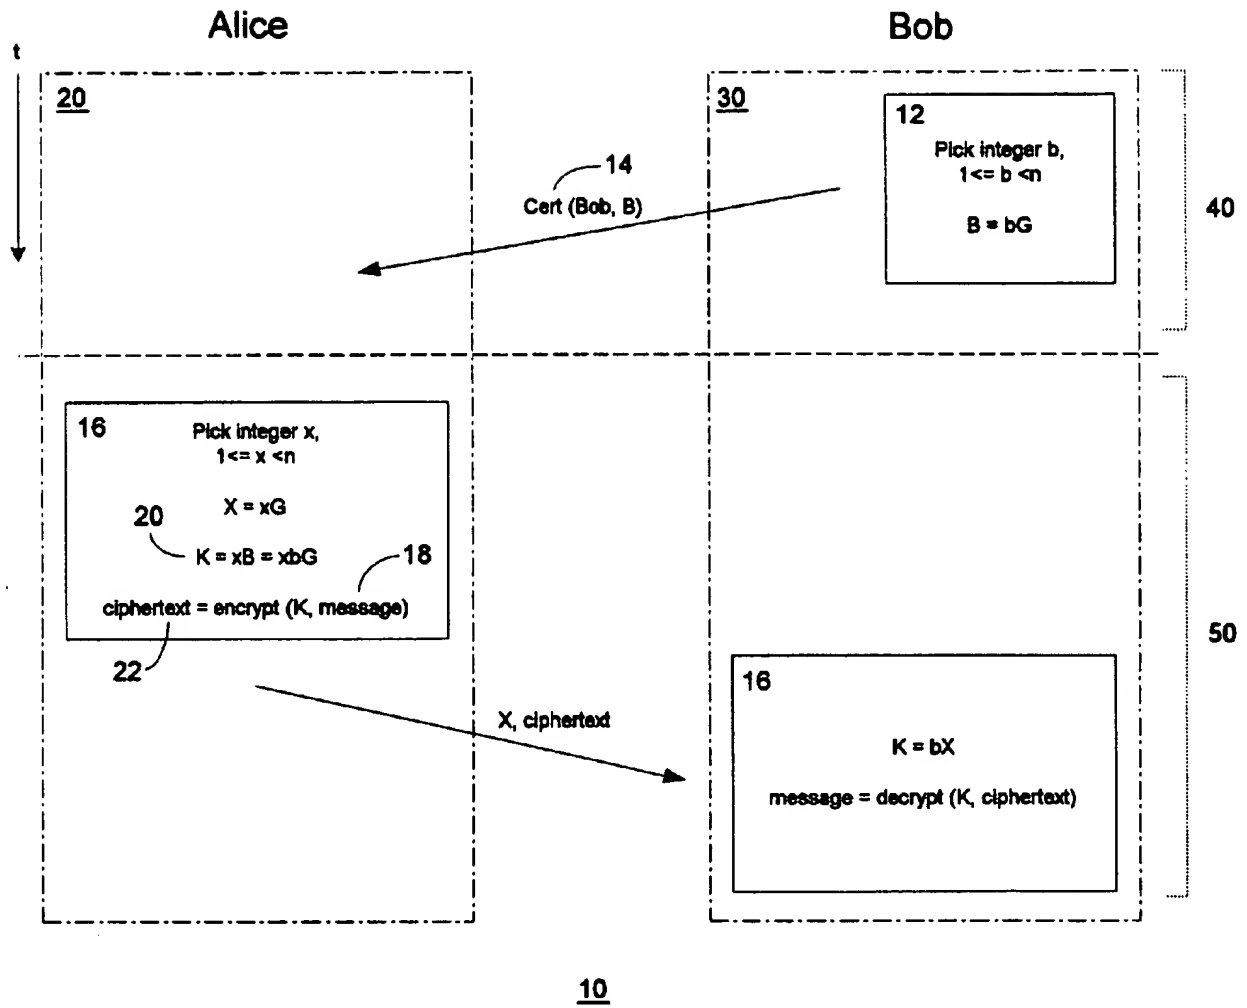 Alice
Bob
t
20
30
12
Pick integer b,
1<= b <n
B = bG
14
Cert (Bob, B)
40
16
Pick integer x,
1<= x <n
X = xG
20
K = xB = xbG
18
ciphertext = encrypt (K, message)
22
X, ciphertext
50
16
K = bX
message = decrypt (K, ciphertext)
10